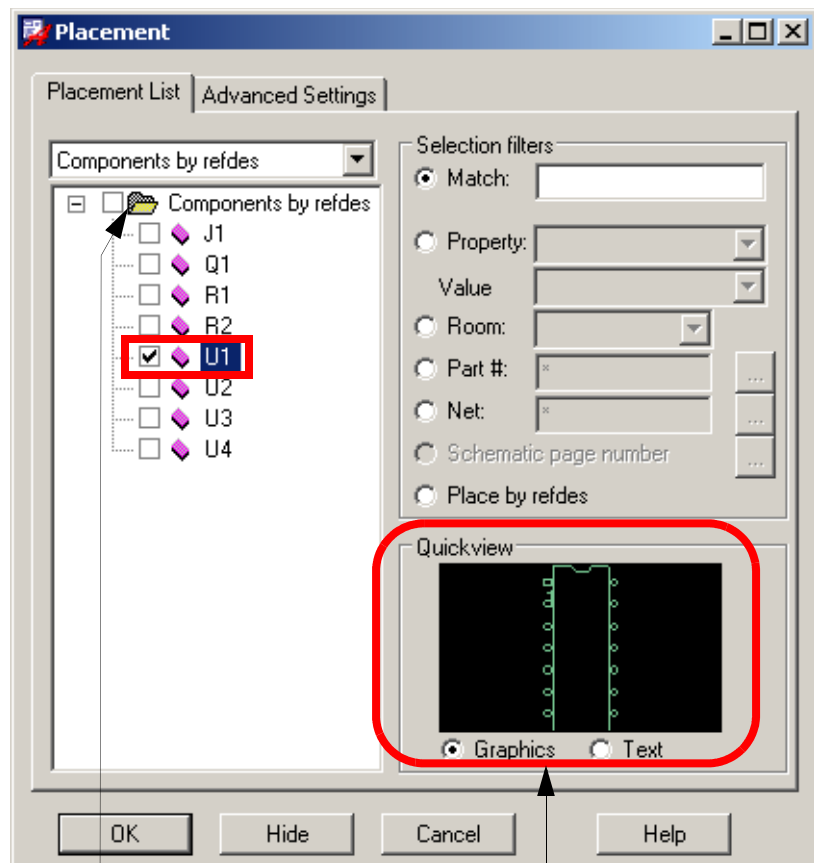 Placement
Placement List
Advanced Settings
Components by refdes
Components by refdes
J1
Q1
R1
R2
U1
U2
U3
U4
Selection filters
Match:
Property:
Value
Room:
Part #: *
...
Net: *
...
Schematic page number
...
Place by refdes
Quickview
1
Graphics
Text
OK
Hide
Cancel
Help